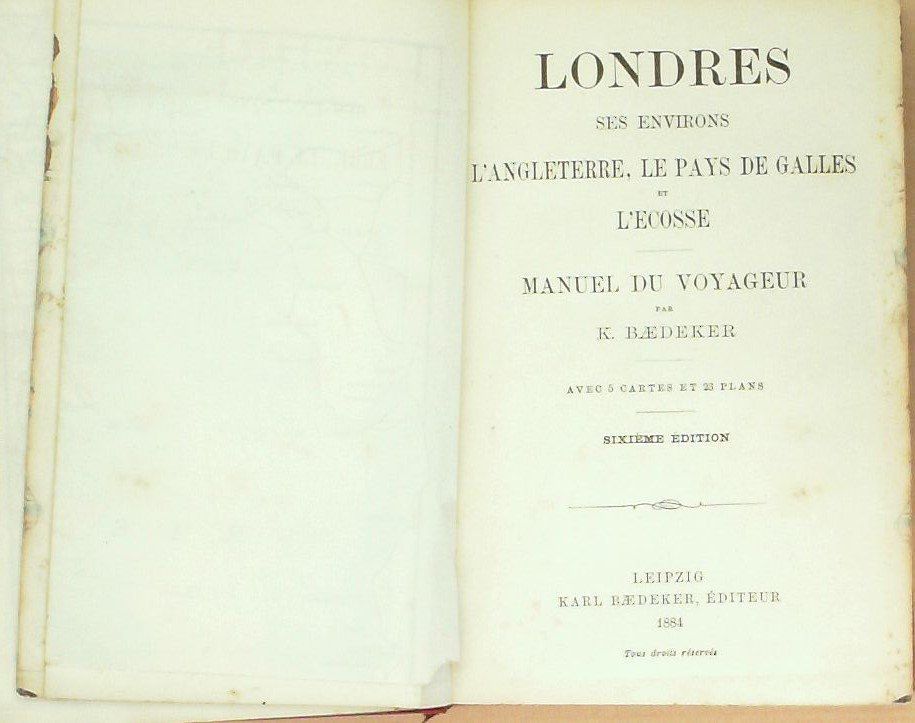 LONDRES
SES ENVIRONS
L'ANGLETERRE, LE PAYS DE GALLES
ET
L'ECOSSE
MANUEL DU VOYAGEUR
PAR
K. BÆDEKER
AVEC 5 CARTES ET 23 PLANS
SIXIÈME ÉDITION
LEIPZIG
KARL BÆDEKER, ÉDITEUR
1884
Tous droits réservés